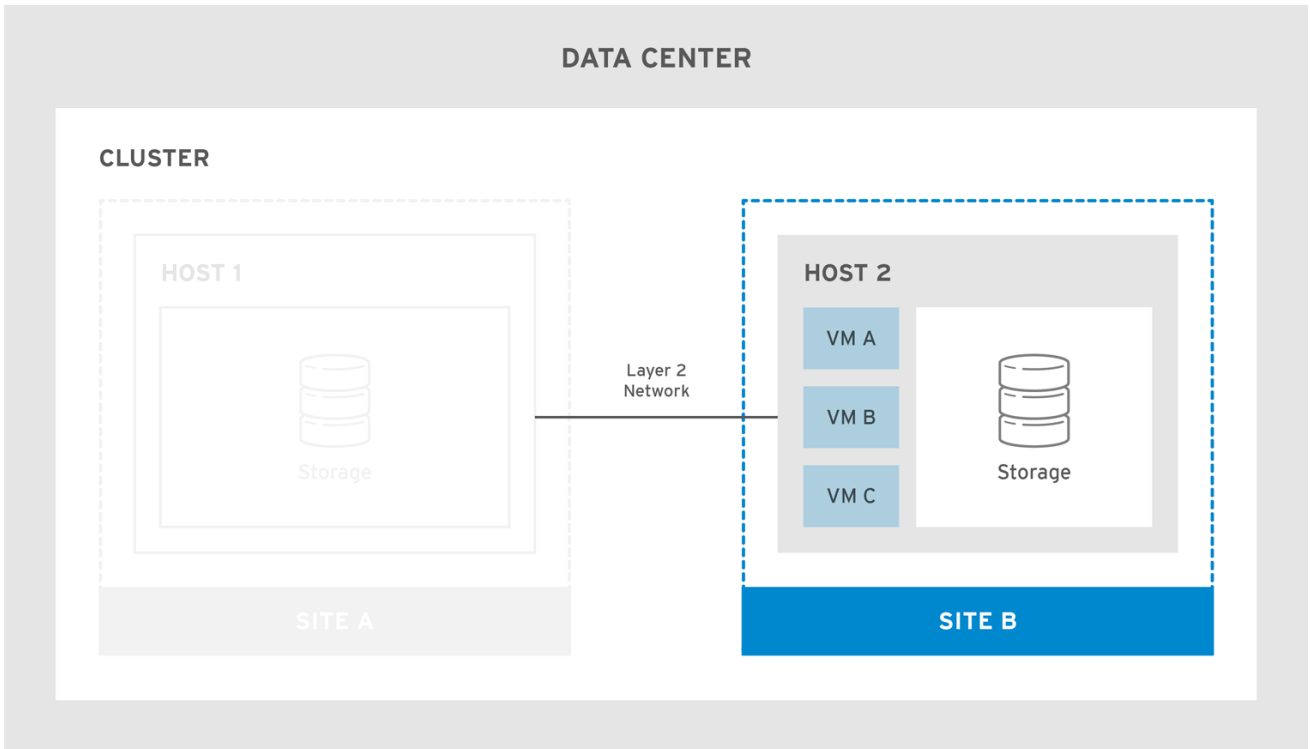 DATA CENTER
CLUSTER
HOST 1
Storage
SITE A
Layer 2
Network
HOST 2
VM A
VM B
VM C
Storage
SITE B